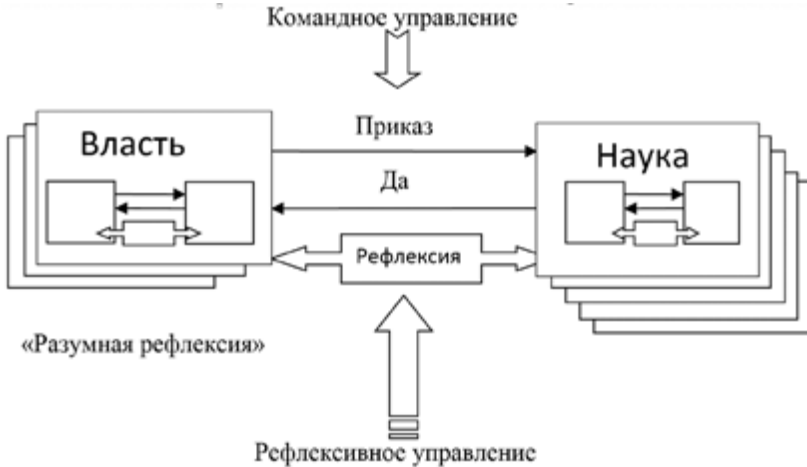 Командное управление
Приказ
Власть
Наука
Да
Рефлексия
«Разумная рефлексия»
Рефлексивное управление